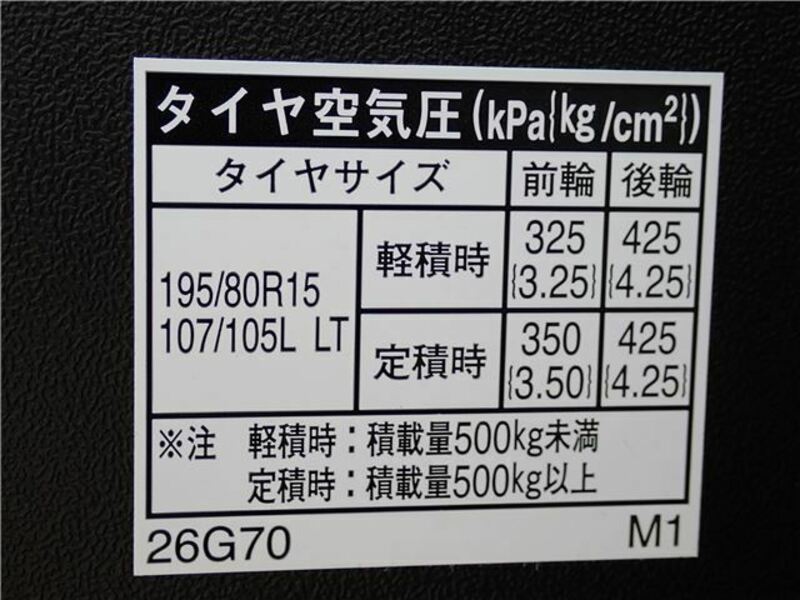 タイヤ空気圧(kPa{kg/cm²})
タイヤサイズ 前輪 後輪
195/80R15
107/105L LT
軽積時 325 425
{3.25} {4.25}
定積時 350 425
{3.50} {4.25}
※注 軽積時:積載量500kg未満
定積時:積載量500kg以上
26G70 M1